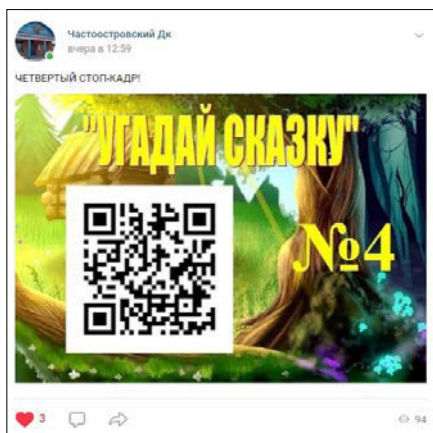 Частоостровский Дк
вчера в 12:59
ЧЕТВЕРТЫЙ СТОП-КАДР!
"УГАДАЙ СКАЗКУ"
№4
3
94